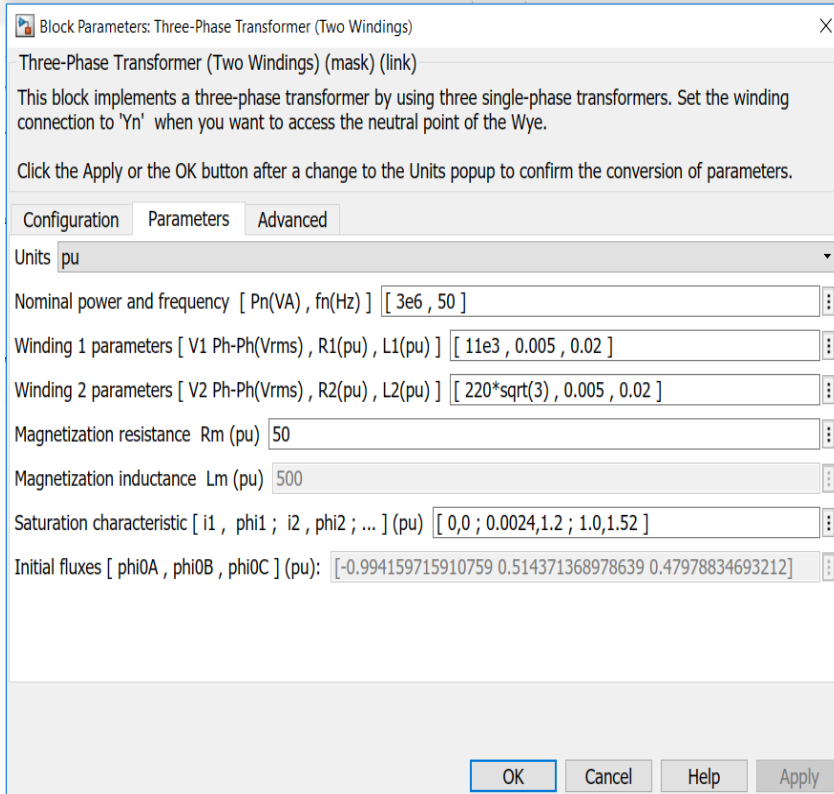 Block Parameters: Three-Phase Transformer (Two Windings)
Three-Phase Transformer (Two Windings) (mask) (link)
This block implements a three-phase transformer by using three single-phase transformers. Set the winding
connection to 'Yn' when you want to access the neutral point of the Wye.
Click the Apply or the OK button after a change to the Units popup to confirm the conversion of parameters.
Configuration Parameters Advanced
Units pu
Nominal power and frequency [ Pn(VA) , fn(Hz) ] [ 3e6 , 50 ]
Winding 1 parameters [ V1 Ph-Ph(Vrms) , R1(pu) , L1(pu) ] [ 11e3 , 0.005 , 0.02 ]
Winding 2 parameters [ V2 Ph-Ph(Vrms) , R2(pu) , L2(pu) ] [ 220*sqrt(3) , 0.005 , 0.02 ]
Magnetization resistance Rm (pu) 50
Magnetization inductance Lm (pu) 500
Saturation characteristic [ i1 , phi1 ; i2 , phi2 ; ... ] (pu) [ 0,0 ; 0.0024,1.2 ; 1.0,1.52 ]
Initial fluxes [ phi0A , phi0B , phi0C ] (pu): [-0.994159715910759 0.514371368978639 0.47978834693212]
OK Cancel Help Apply